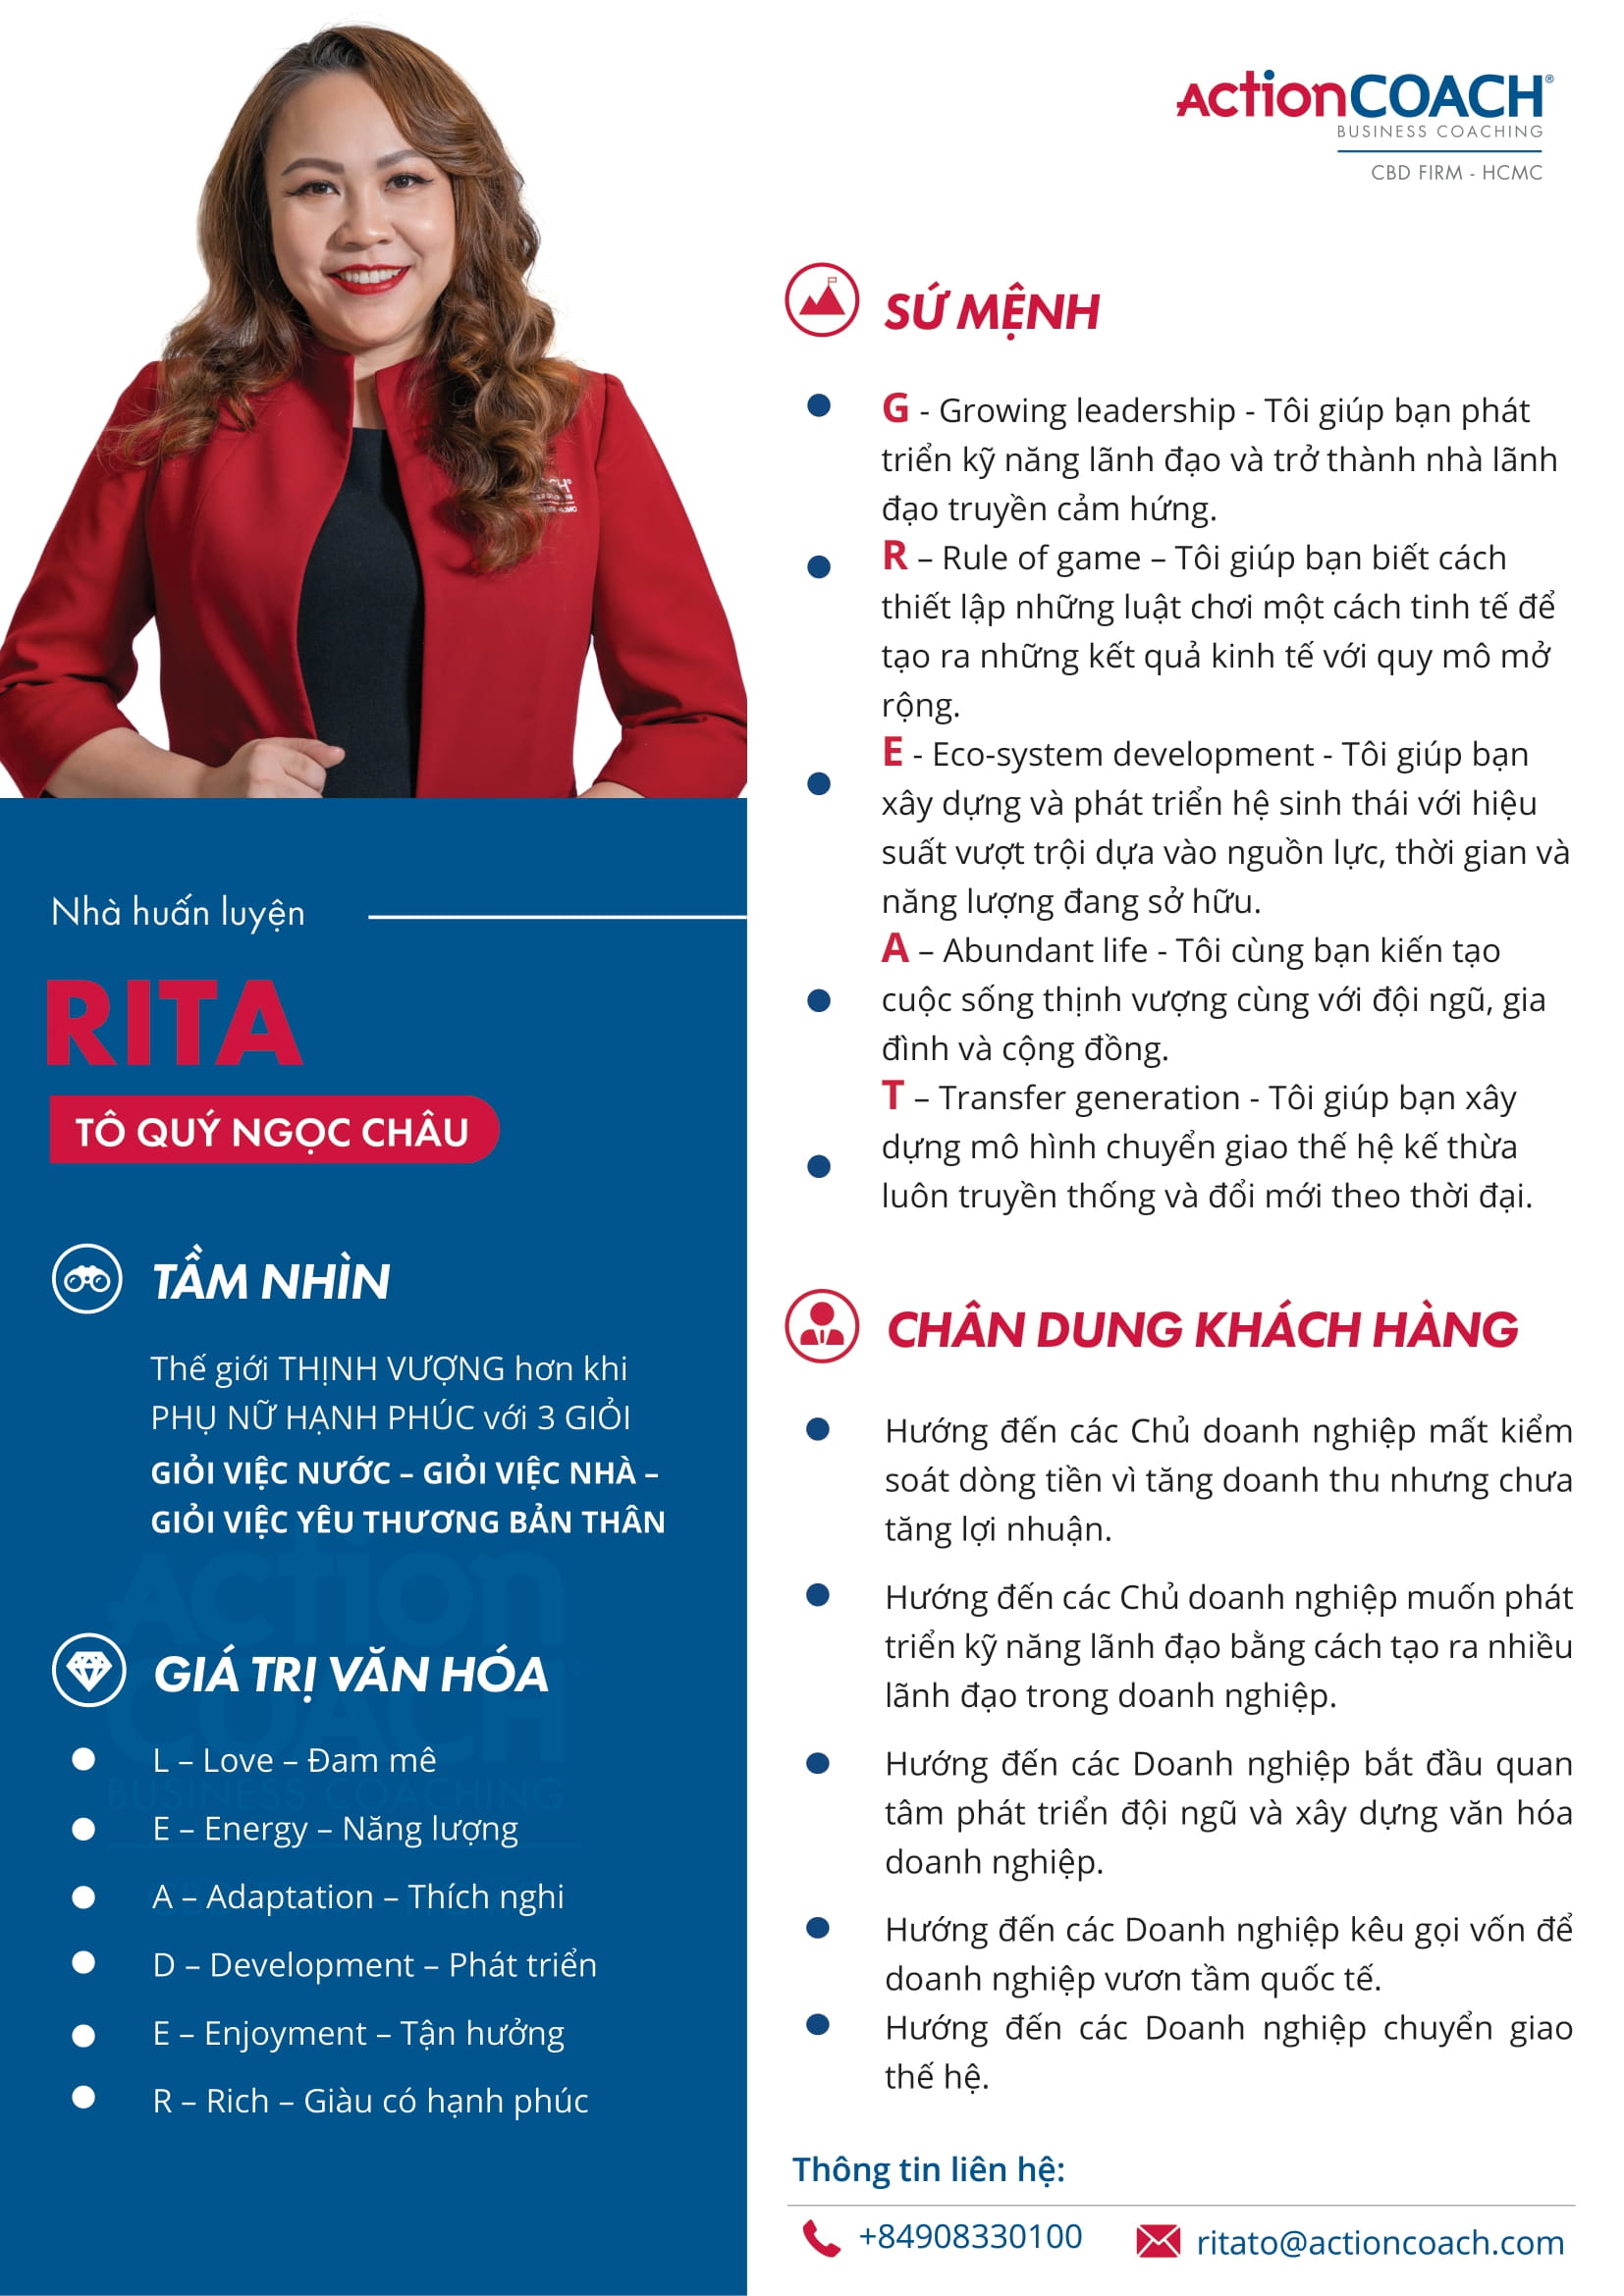 ActionCOACH®
BUSINESS COACHING
CBD FIRM - HCMC
Nhà huấn luyện
RITA
TÔ QUÝ NGỌC CHÂU
TẦM NHÌN
Thế giới THỊNH VƯỢNG hơn khi
PHỤ NỮ HẠNH PHÚC với 3 GIỎI
GIỎI VIỆC NƯỚC – GIỎI VIỆC NHÀ –
GIỎI VIỆC YÊU THƯƠNG BẢN THÂN
Action
COACH
BUSINESS COACHING
GIÁ TRỊ VĂN HÓA
L – Love – Đam mê
E – Energy – Năng lượng
A – Adaptation – Thích nghi
D – Development – Phát triển
E – Enjoyment – Tận hưởng
R – Rich – Giàu có hạnh phúc
SỨ MỆNH
G - Growing leadership - Tôi giúp bạn phát
triển kỹ năng lãnh đạo và trở thành nhà lãnh
đạo truyền cảm hứng.
R – Rule of game – Tôi giúp bạn biết cách
thiết lập những luật chơi một cách tinh tế để
tạo ra những kết quả kinh tế với quy mô mở
rộng.
E - Eco-system development - Tôi giúp bạn
xây dựng và phát triển hệ sinh thái với hiệu
suất vượt trội dựa vào nguồn lực, thời gian và
năng lượng đang sở hữu.
A – Abundant life - Tôi cùng bạn kiến tạo
cuộc sống thịnh vượng cùng với đội ngũ, gia
đình và cộng đồng.
T – Transfer generation - Tôi giúp bạn xây
dựng mô hình chuyển giao thế hệ kế thừa
luôn truyền thống và đổi mới theo thời đại.
CHÂN DUNG KHÁCH HÀNG
Hướng đến các Chủ doanh nghiệp mất kiểm
soát dòng tiền vì tăng doanh thu nhưng chưa
tăng lợi nhuận.
Hướng đến các Chủ doanh nghiệp muốn phát
triển kỹ năng lãnh đạo bằng cách tạo ra nhiều
lãnh đạo trong doanh nghiệp.
Hướng đến các Doanh nghiệp bắt đầu quan
tâm phát triển đội ngũ và xây dựng văn hóa
doanh nghiệp.
Hướng đến các Doanh nghiệp kêu gọi vốn để
doanh nghiệp vươn tầm quốc tế.
Hướng đến các Doanh nghiệp chuyển giao
thế hệ.
Thông tin liên hệ:
+84908330100
ritato@actioncoach.com